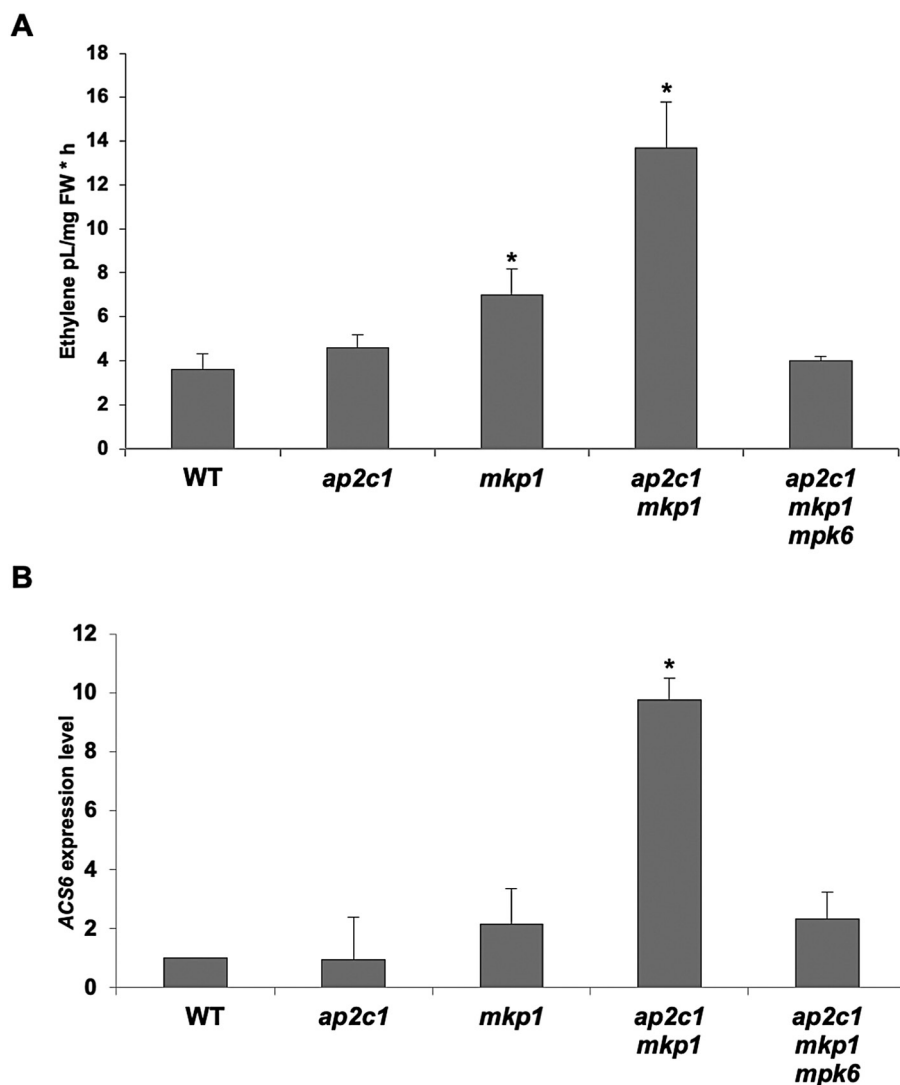 A
18
16
14
12
10
8
6
4
2
0
Ethylene pL/mg FW * h
*
*
WT
ap2c1
mkp1
ap2c1
mkp1
ap2c1
mkp1
mpk6
B
12
10
8
6
4
2
0
ACS6 expression level
*
WT
ap2c1
mkp1
ap2c1
mkp1
ap2c1
mkp1
mpk6